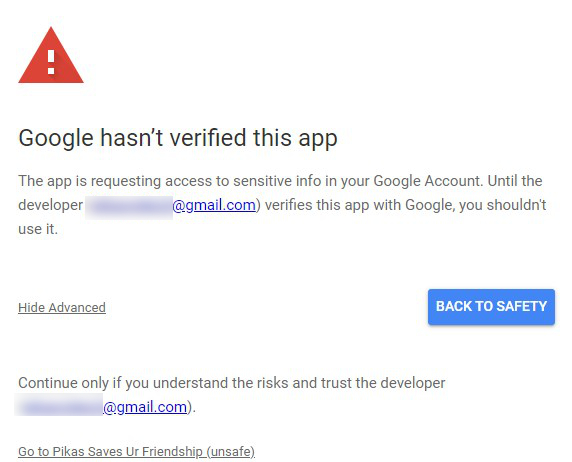 Google hasn’t verified this app
The app is requesting access to sensitive info in your Google Account. Until the
developer @gmail.com) verifies this app with Google, you shouldn't
use it.
Hide Advanced
BACK TO SAFETY
Continue only if you understand the risks and trust the developer
@gmail.com).
Go to Pikas Saves Ur Friendship (unsafe)